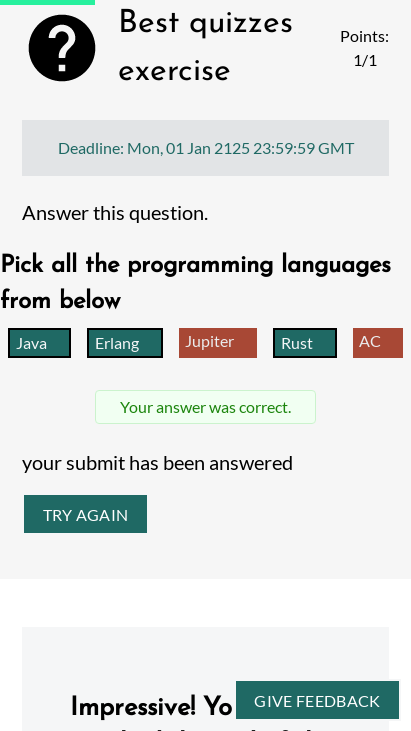 Best quizzes
exercise
Points:
1/1
Deadline: Mon, 01 Jan 2125 23:59:59 GMT
Answer this question.
Pick all the programming languages
from below
Java Erlang Jupiter Rust AC
Your answer was correct.
your submit has been answered
TRY AGAIN
Impressive! Yo
GIVE FEEDBACK